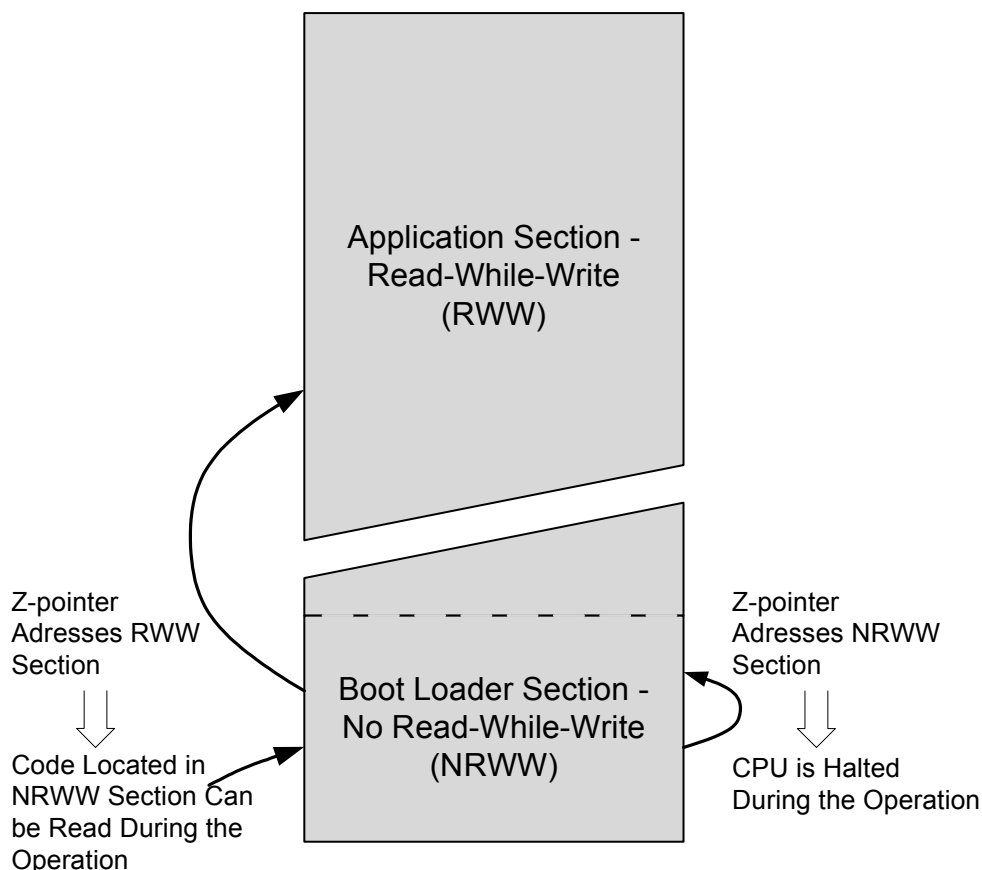 Application Section -
Read-While-Write
(RWW)
Z-pointer
Adresses RWW
Section
Code Located in
NRWW Section Can
be Read During the
Operation
Boot Loader Section -
No Read-While-Write
(NRWW)
Z-pointer
Adresses NRWW
Section
CPU is Halted
During the Operation